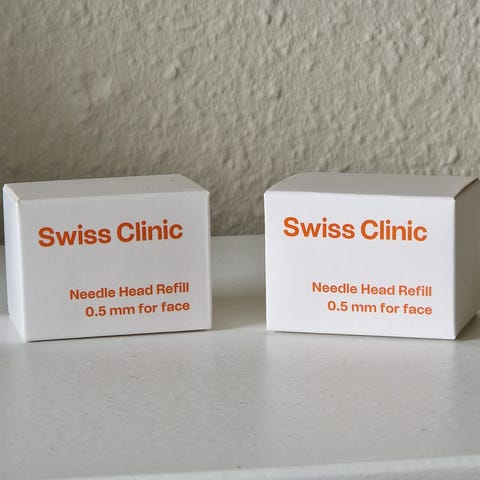 Swiss Clinic
Needle Head Refill
0.5 mm for face
Swiss Clinic
Needle Head Refill
0.5 mm for face